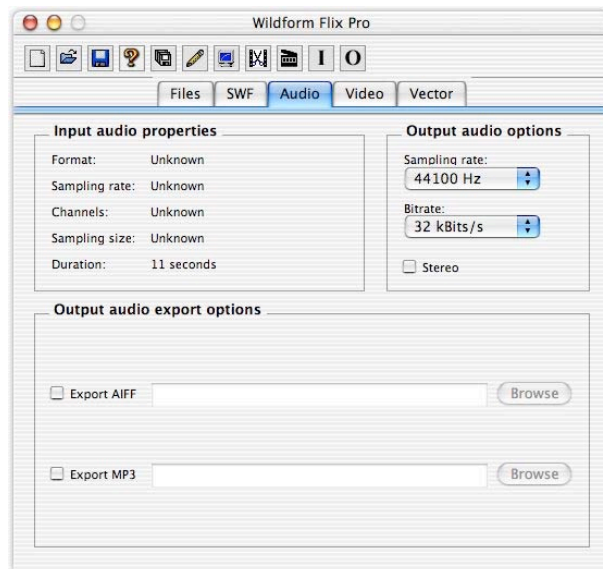 Wildform Flix Pro
I O
Files SWF Audio Video Vector
Input audio properties
Format: Unknown
Sampling rate: Unknown
Channels: Unknown
Sampling size: Unknown
Duration: 11 seconds
Output audio options
Sampling rate:
44100 Hz
Bitrate:
32 kBits/s
Stereo
Output audio export options
Export AIFF Browse
Export MP3 Browse